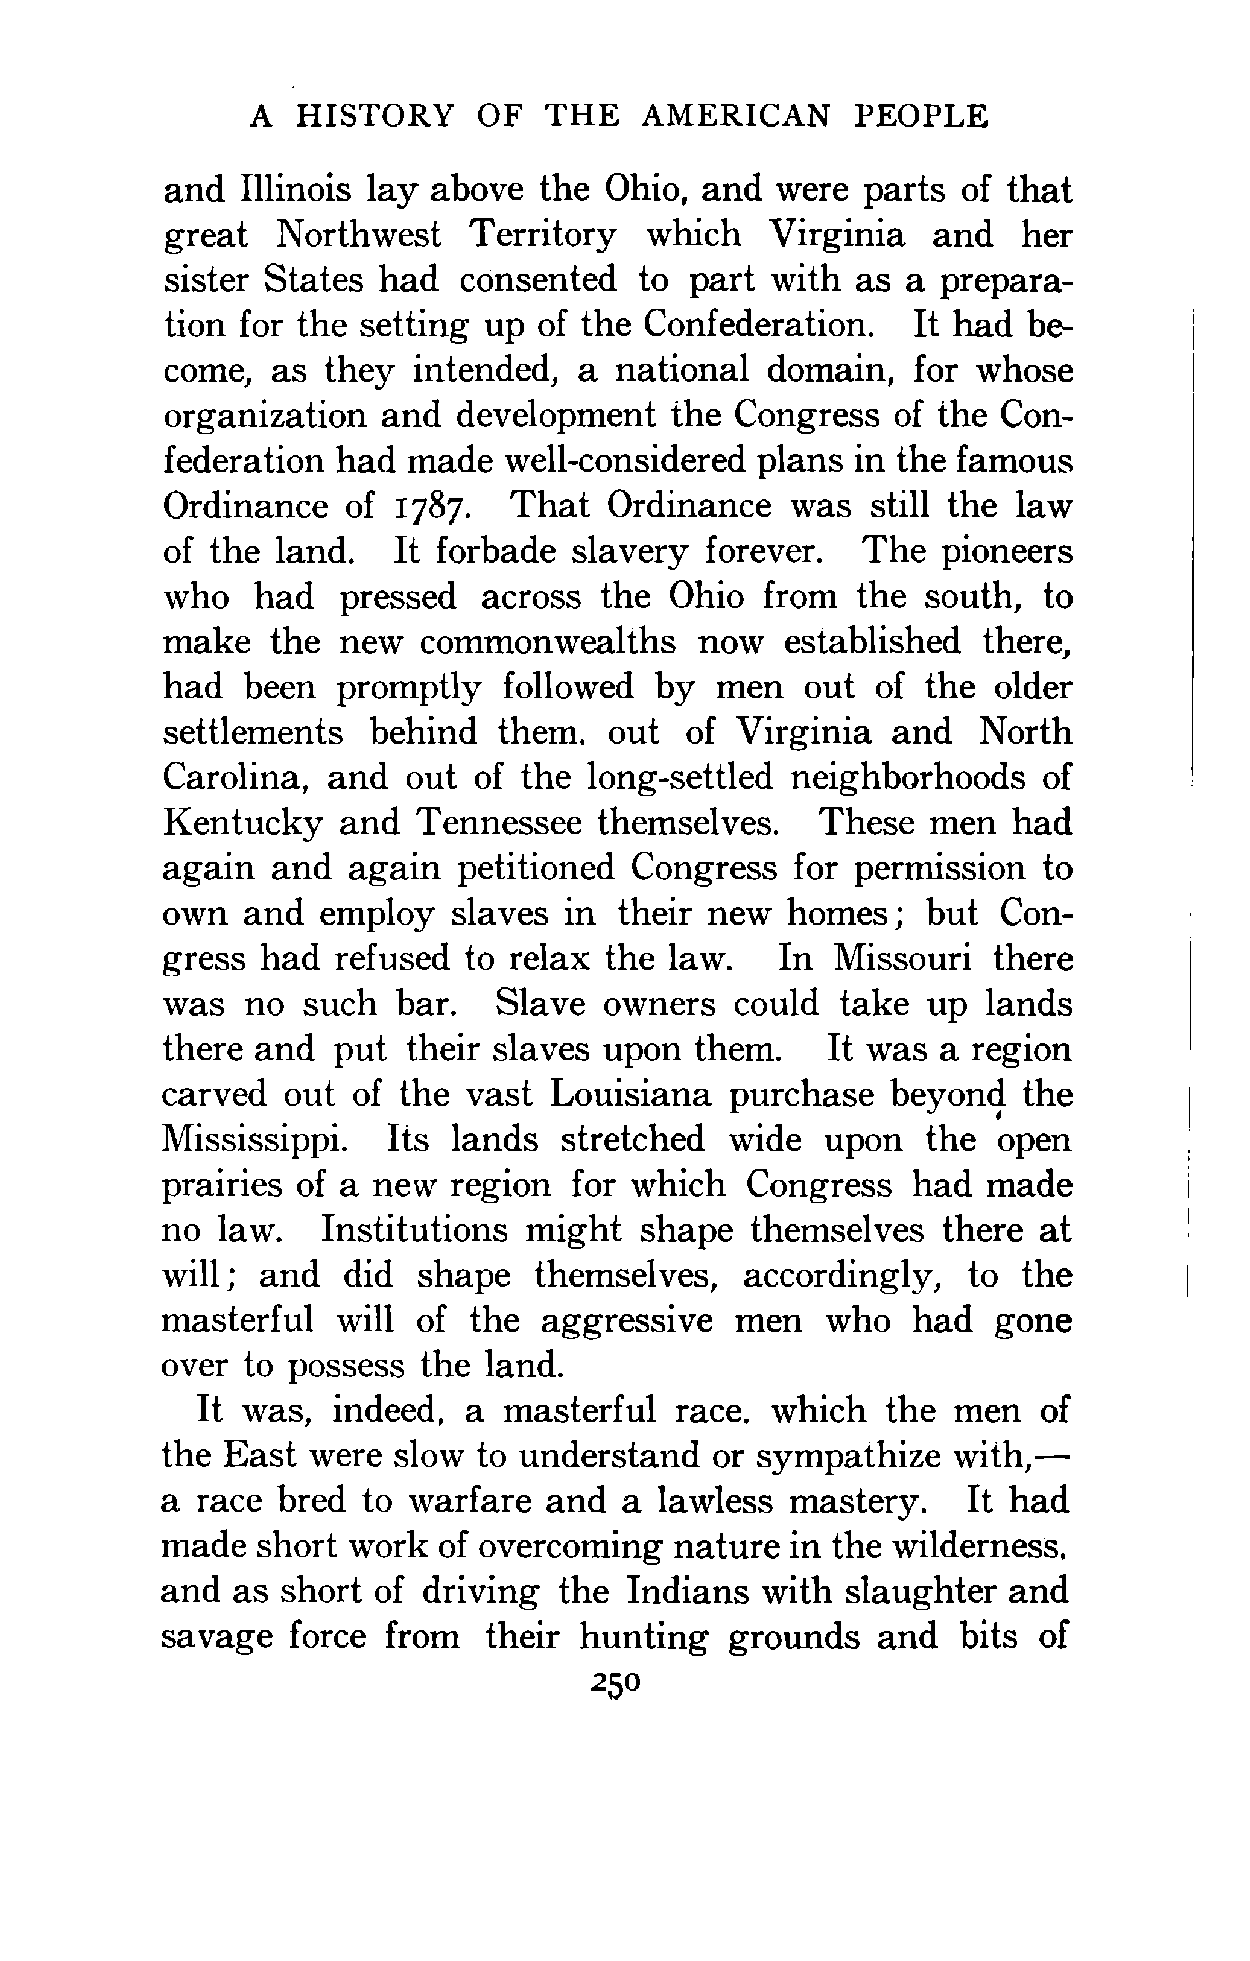 A HISTORY OF THE AMERICAN PEOPLE
and Illinois lay above the Ohio, and were parts of that
great Northwest Territory which Virginia and her
sister States had consented to part with as a prepara-
tion for the setting up of the Confederation. It had be-
come, as they intended, a national domain, for whose
organization and development the Congress of the Con-
federation had made well-considered plans in the famous
Ordinance of 1787. That Ordinance was still the law
of the land. It forbade slavery forever. The pioneers
who had pressed across the Ohio from the south, to
make the new commonwealths now established there,
had been promptly followed by men out of the older
settlements behind them. out of Virginia and North
Carolina, and out of the long-settled neighborhoods of
Kentucky and Tennessee themselves. These men had
again and again petitioned Congress for permission to
own and employ slaves in their new homes; but Con-
gress had refused to relax the law. In Missouri there
was no such bar. Slave owners could take up lands
there and put their slaves upon them. It was a region
carved out of the vast Louisiana purchase beyond the
Mississippi. Its lands stretched wide upon the open
prairies of a new region for which Congress had made
no law. Institutions might shape themselves there at
will; and did shape themselves, accordingly, to the
masterful will of the aggressive men who had gone
over to possess the land.
It was, indeed, a masterful race. which the men of
the East were slow to understand or sympathize with,—
a race bred to warfare and a lawless mastery. It had
made short work of overcoming nature in the wilderness.
and as short of driving the Indians with slaughter and
savage force from their hunting grounds and bits of
250